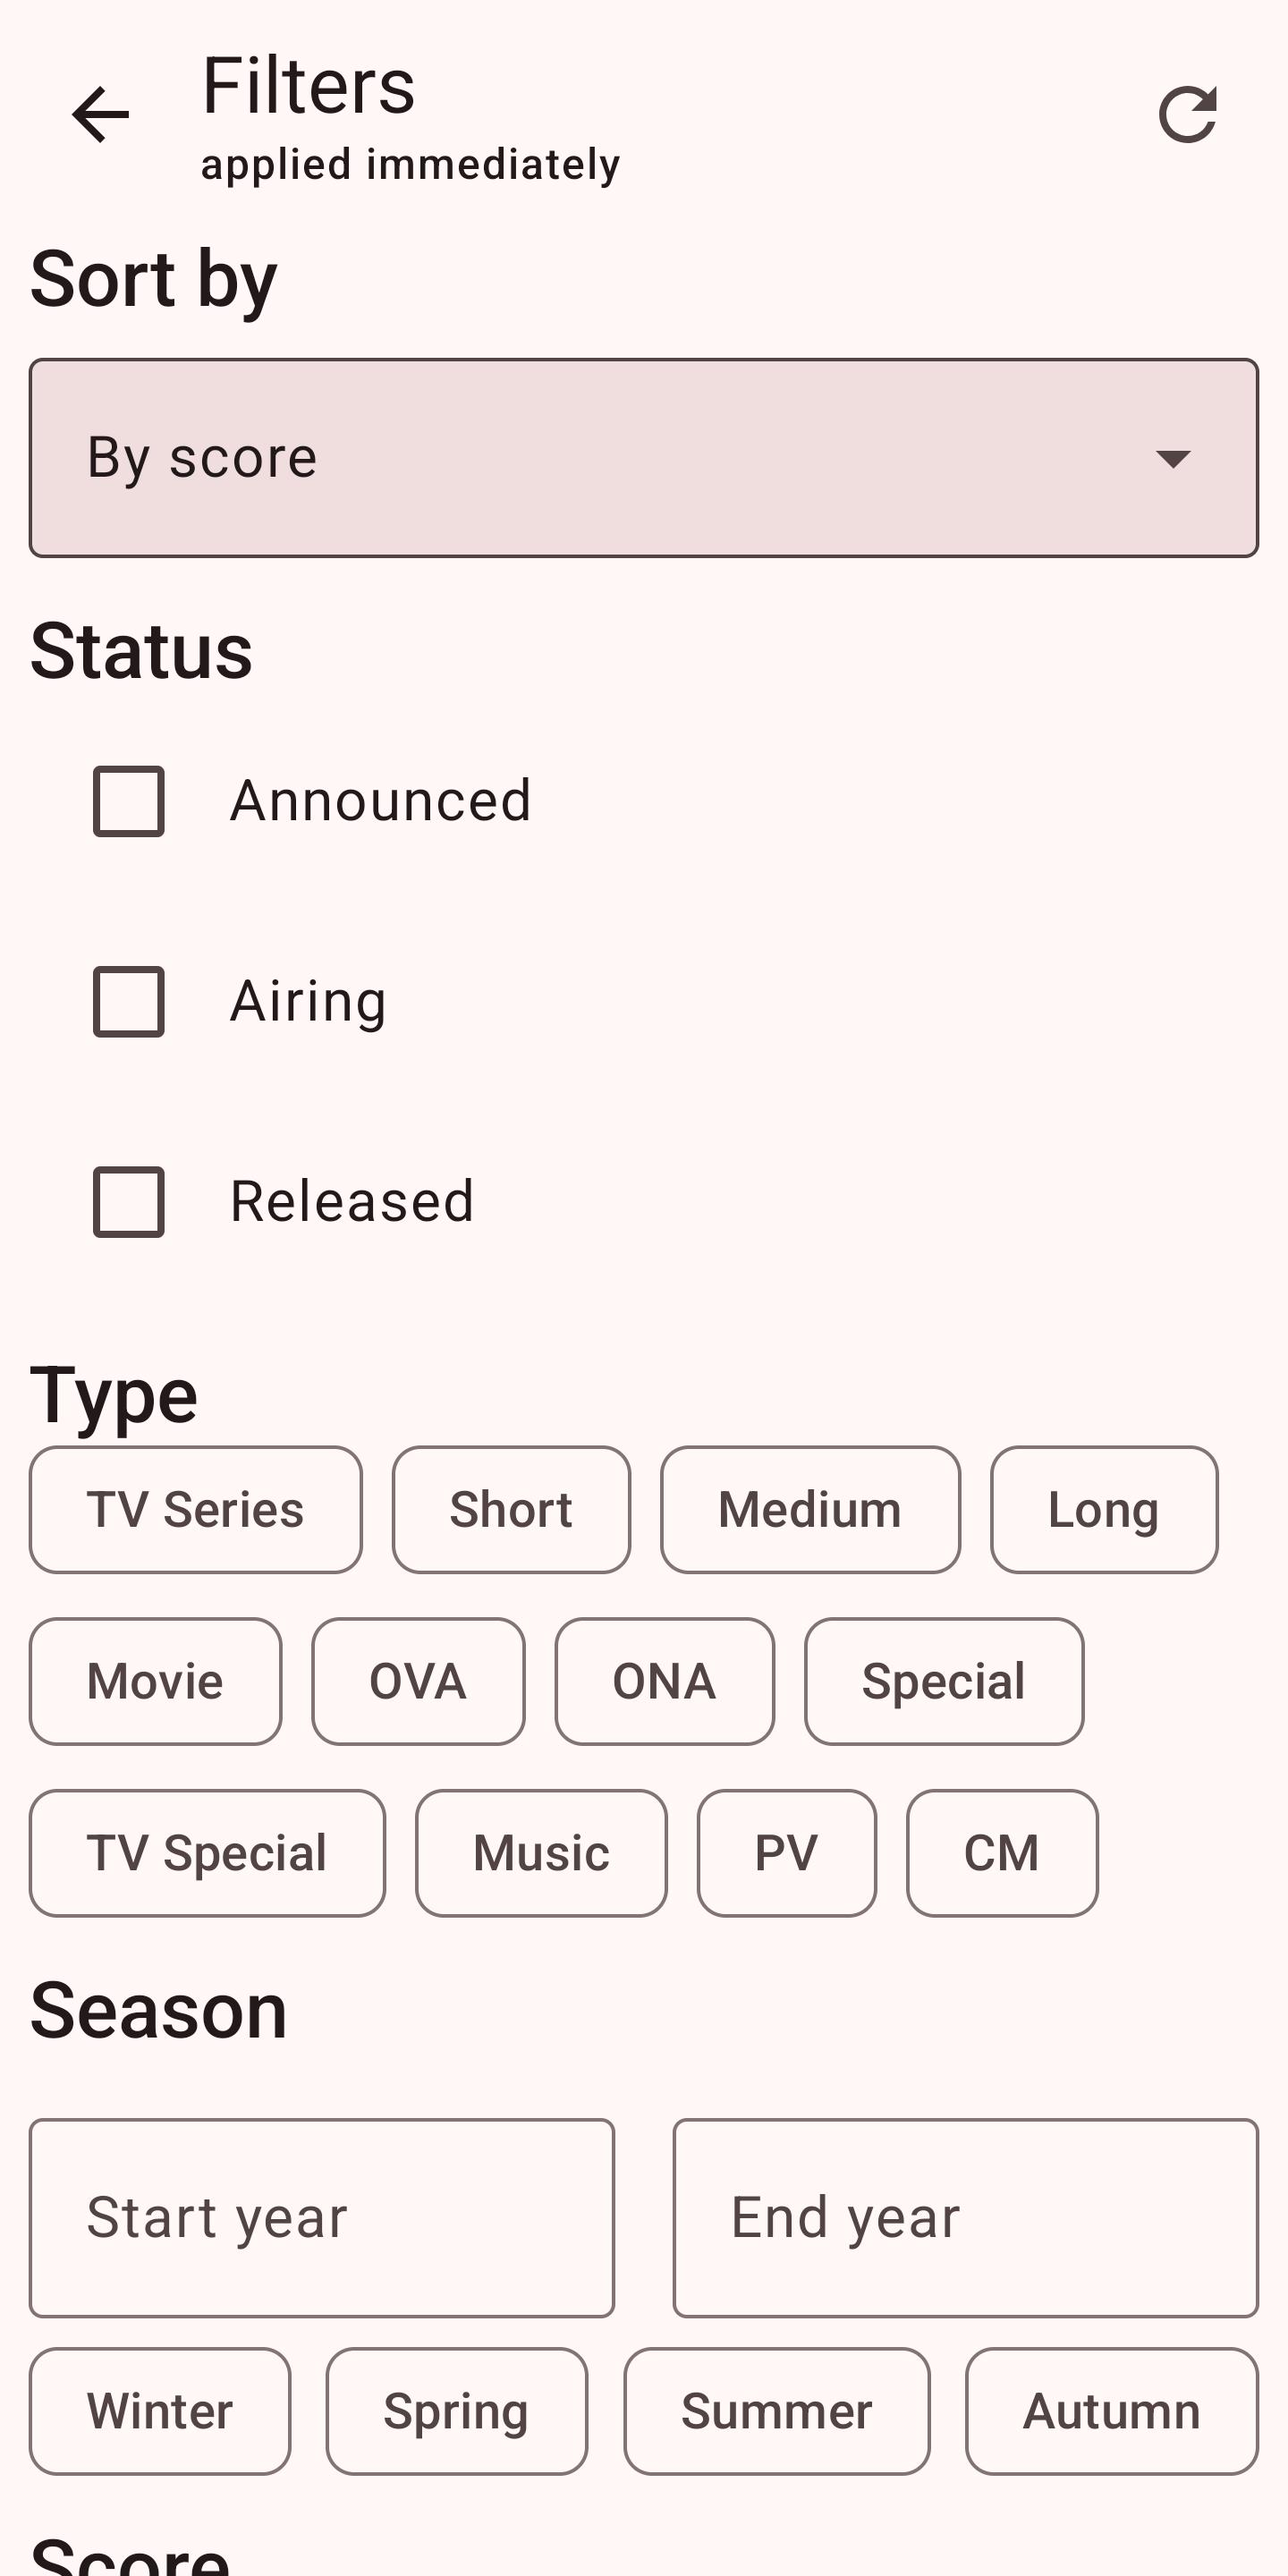 Filters
applied immediately
Sort by
By score
Status
Announced
Airing
Released
Type
TV Series Short Medium Long
Movie OVA ONA Special
TV Special Music PV CM
Season
Start year End year
Winter Spring Summer Autumn
Score